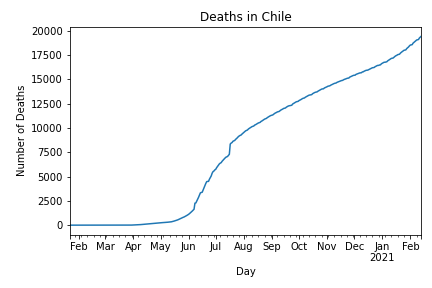 Deaths in Chile
Number of Deaths
20000
17500
15000
12500
10000
7500
5000
2500
0
Feb Mar Apr May Jun Jul Aug Sep Oct Nov Dec Jan Feb
2021
Day